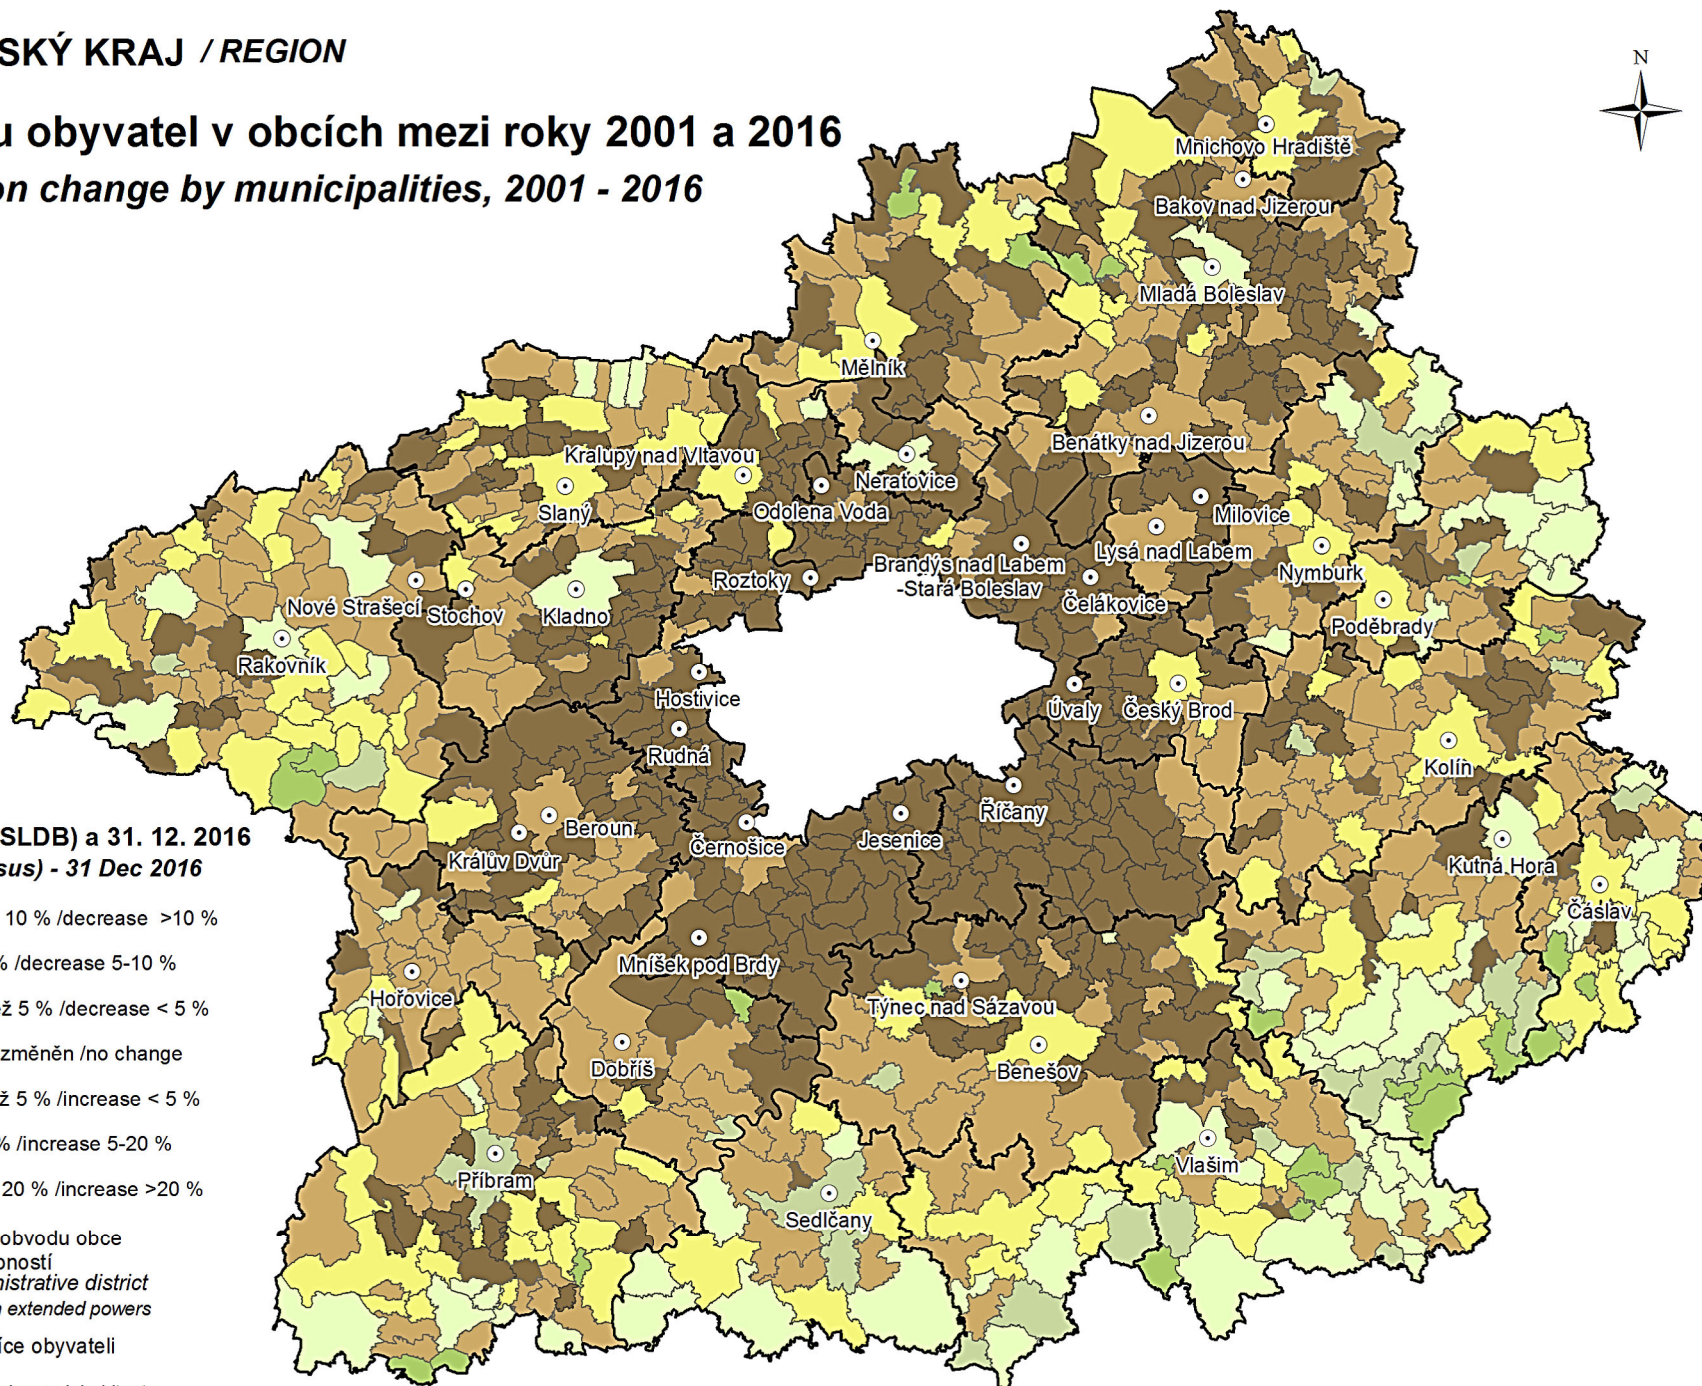 SKÝ KRAJ / REGION
u obyvatel v obcích mezi roky 2001 a 2016
on change by municipalities, 2001 - 2016
N
Mnichovo Hradiště
Bakov nad Jizerou
Mladá Boleslav
Mělník
Benátky nad Jizerou
Kralupy nad Vltavou
Neratovice
Slaný
Odolena Voda
Milovice
Lysá nad Labem
Brandýs nad Labem
-Stará Boleslav
Nymburk
Roztoky
Čelákovice
Nové Strašecí
Stochov
Kladno
Poděbrady
Rakovník
Hostivice
Úvaly
Český Brod
Rudná
Kolín
Říčany
Beroun
Jesenice
Černošice
Králův Dvůr
Kutná Hora
Čáslav
Mníšek pod Brdy
Hořovice
Týnec nad Sázavou
Dobříš
Benešov
Vlašim
Příbram
Sedlčany
SLDB) a 31. 12. 2016
sus) - 31 Dec 2016
10 % /decrease >10 %
% /decrease 5-10 %
ež 5 % /decrease < 5 %
změněn /no change
ž 5 % /increase < 5 %
% /increase 5-20 %
20 % /increase >20 %
obvodu obce
obností
nistrative district
n extended powers
íce obyvateli